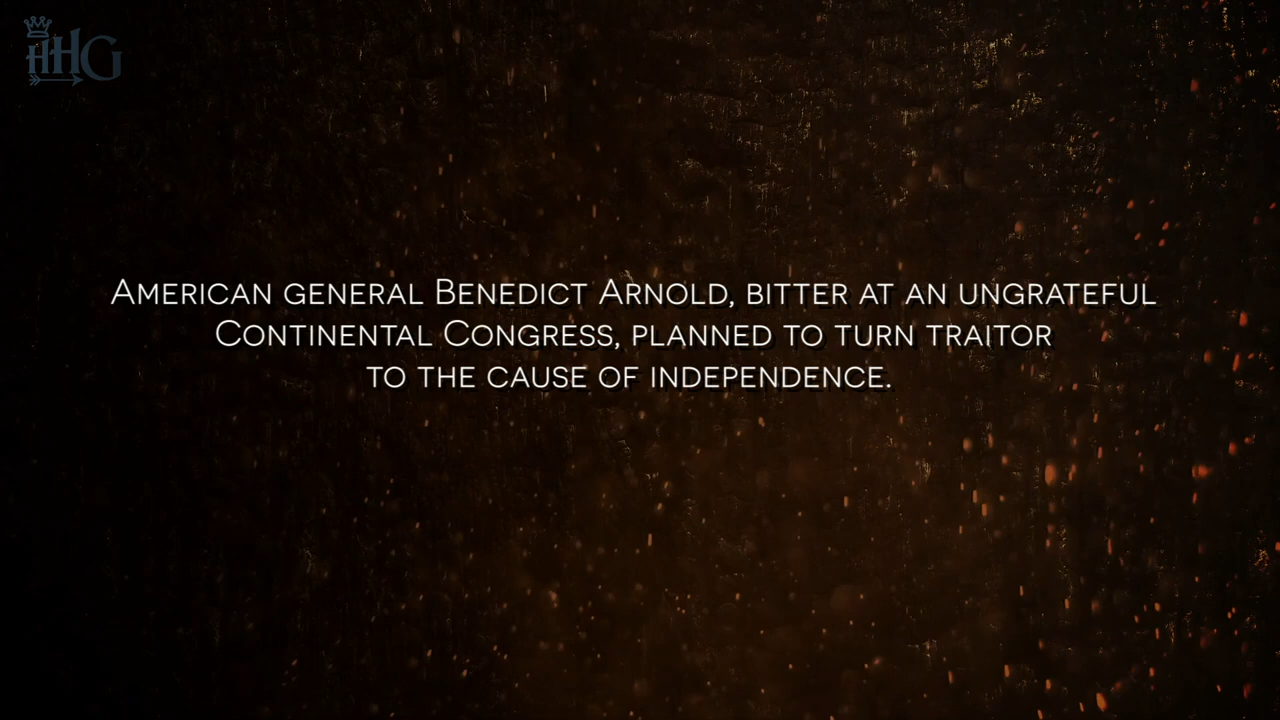 HHG
American general Benedict Arnold, bitter at an ungrateful
Continental Congress, planned to turn traitor
to the cause of independence.